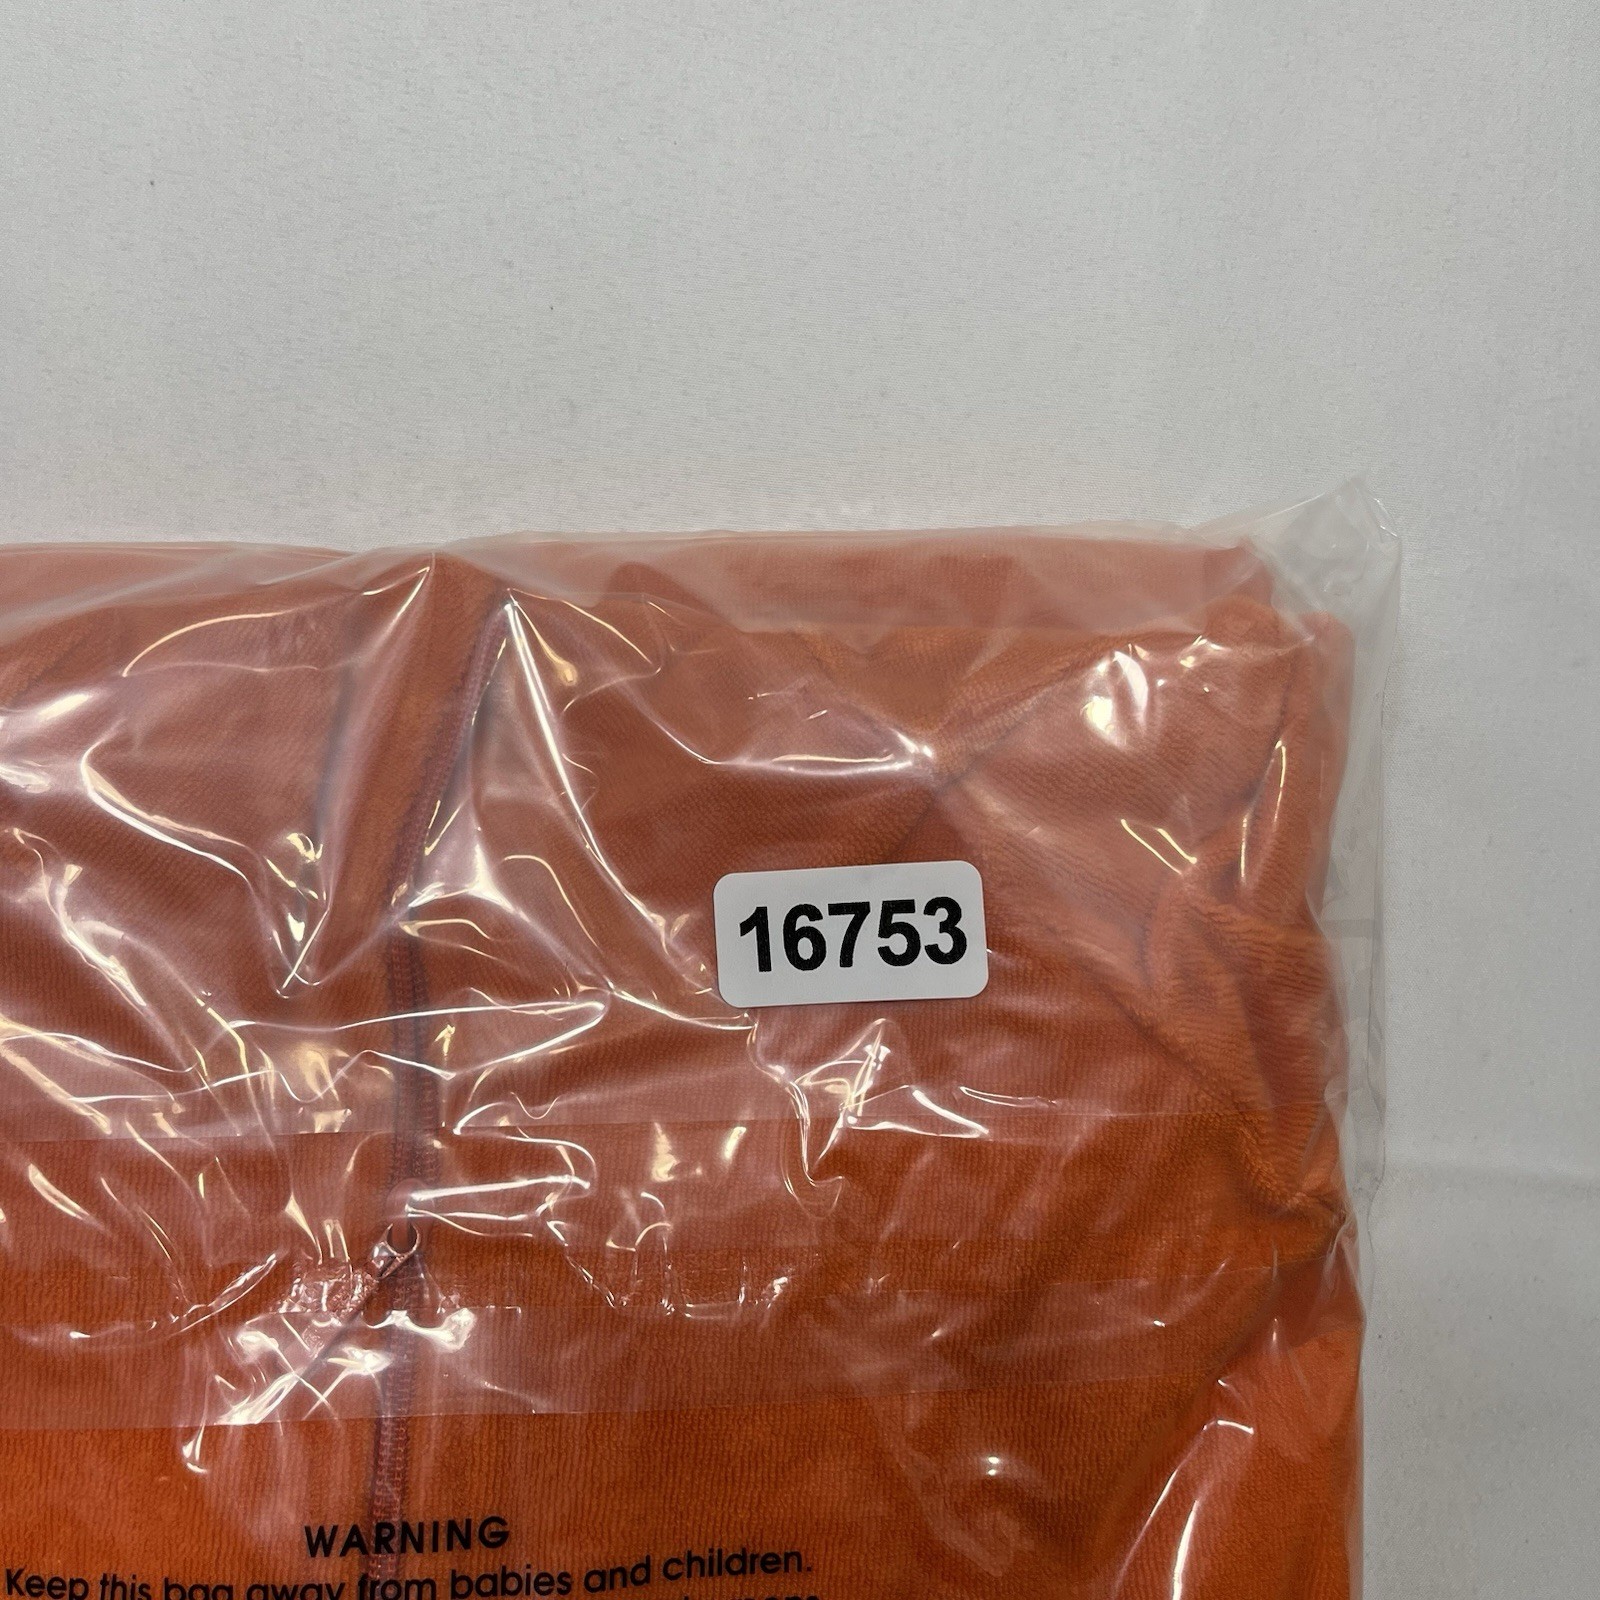 16753
WARNING
Keep this bag away from babies and children.